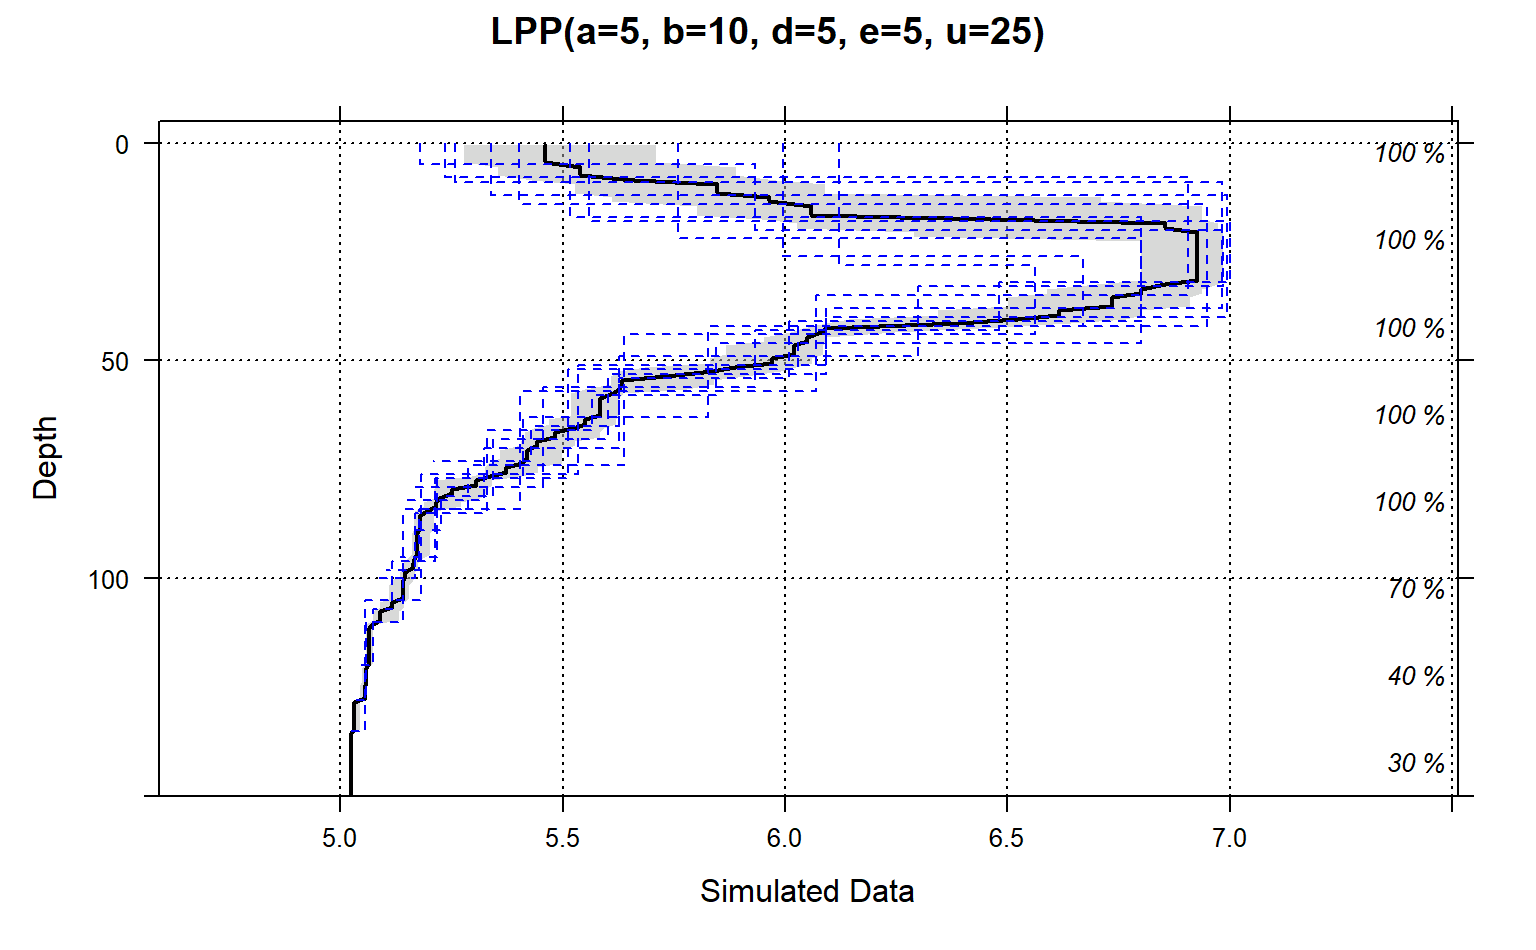 LPP(a=5, b=10, d=5, e=5, u=25)
0
100 %
100 %
100 %
50
100 %
Depth
100 %
100
70 %
40 %
30 %
5.0 5.5 6.0 6.5 7.0
Simulated Data